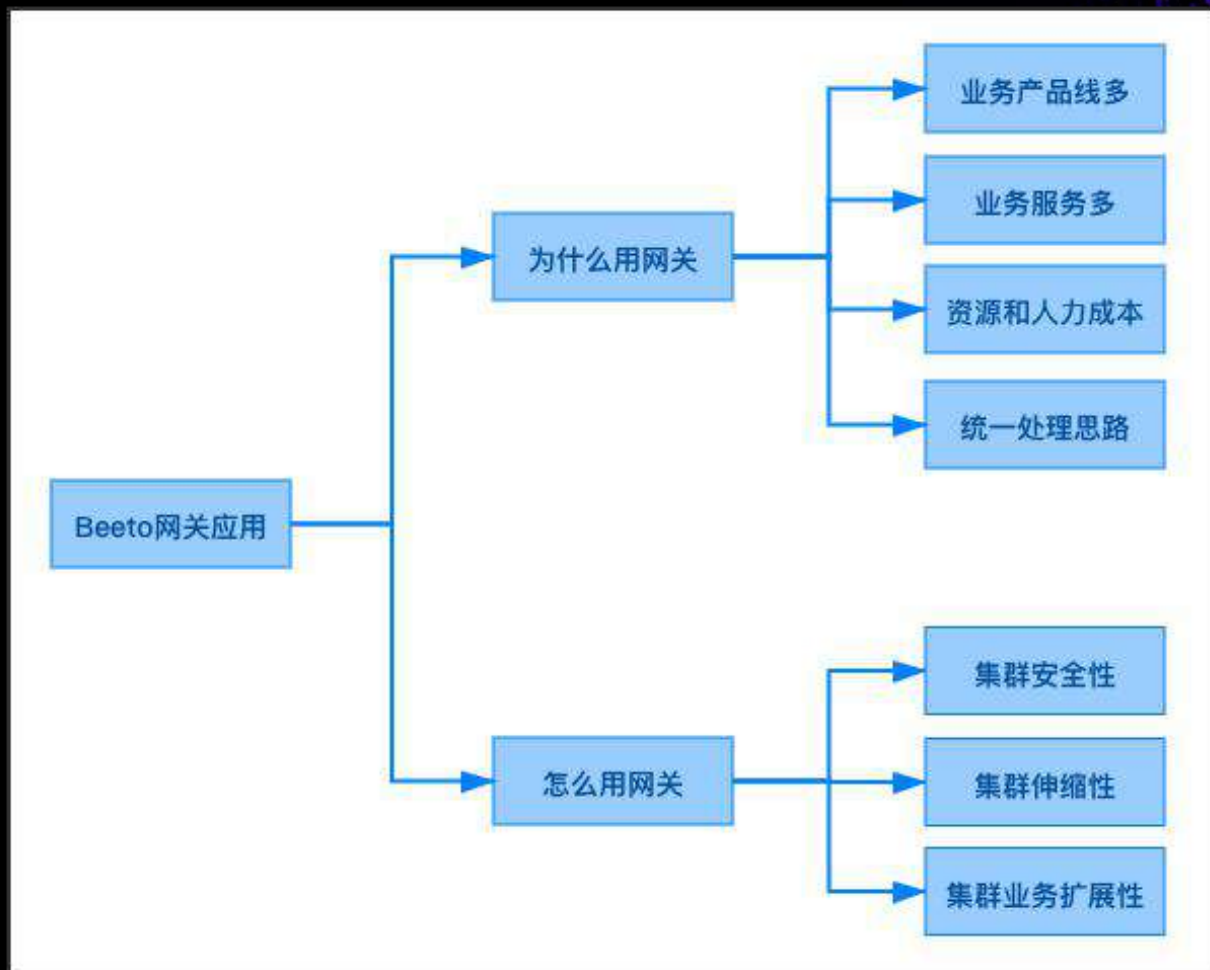 Beeto网关应用
为什么用网关
业务产品线多
业务服务多
资源和人力成本
统一处理思路
怎么用网关
集群安全性
集群伸缩性
集群业务扩展性